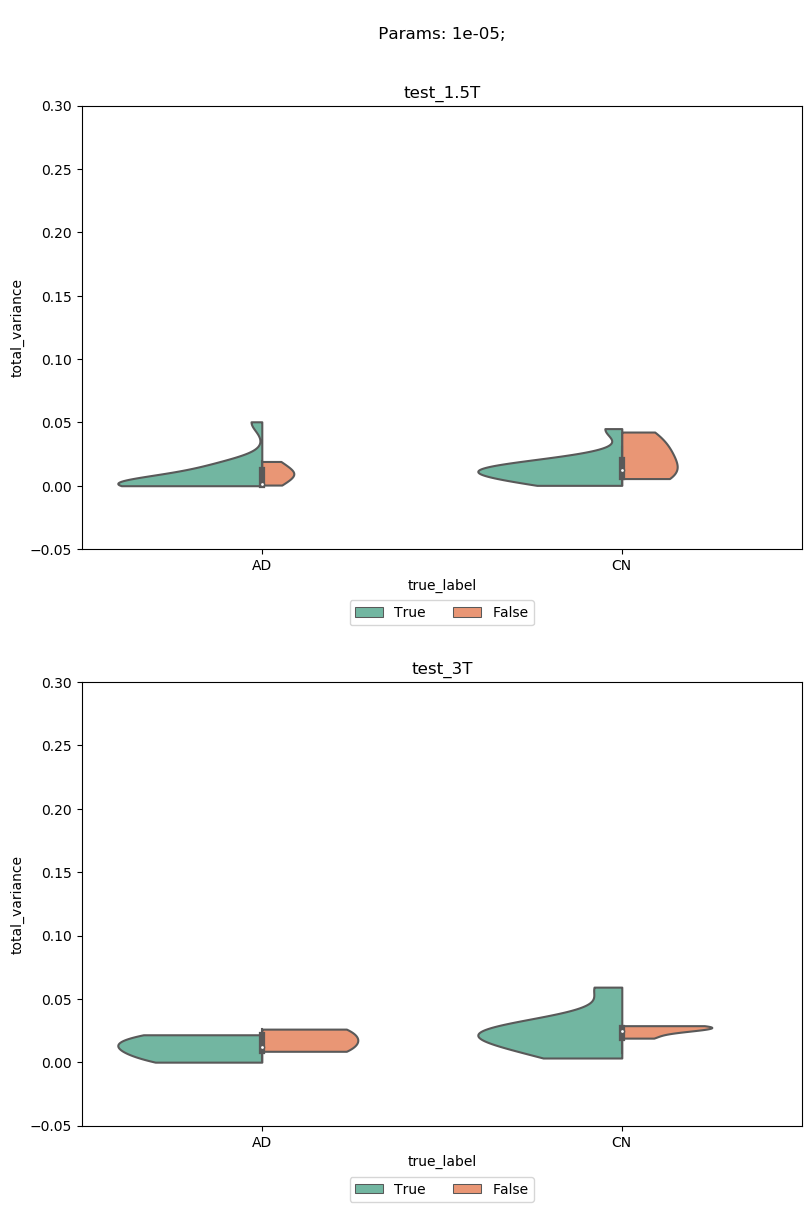 Params: 1e-05;
test_1.5T
0.30
0.25
0.20
0.15
0.10
0.05
0.00
−0.05
total_variance
AD CN
true_label
True False
test_3T
0.30
0.25
0.20
0.15
0.10
0.05
0.00
−0.05
total_variance
AD CN
true_label
True False